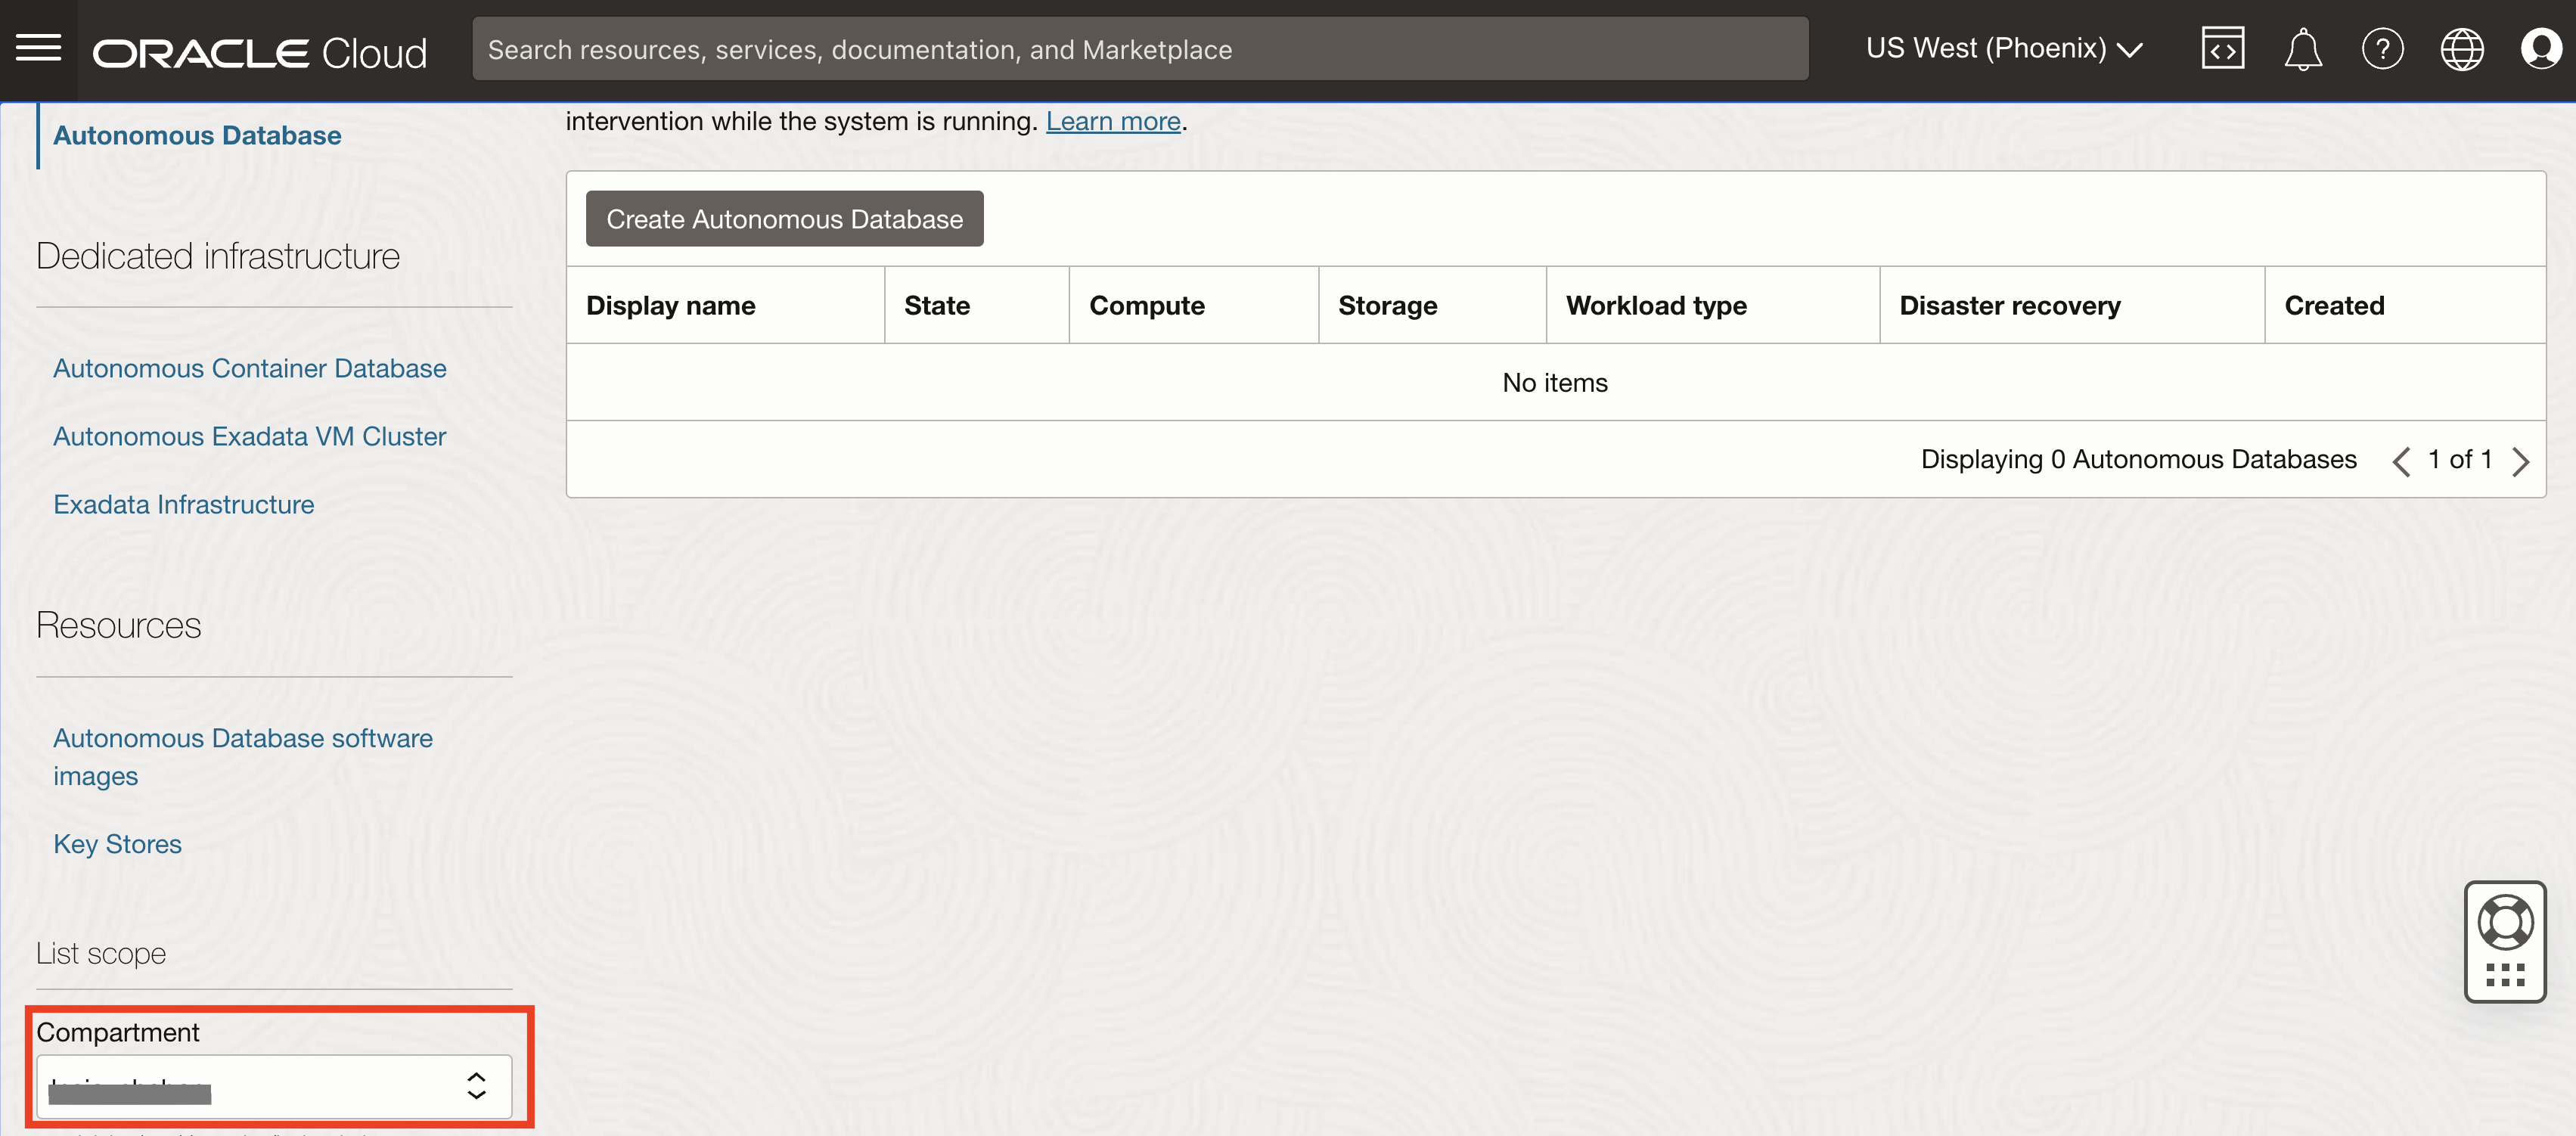 ORACLE Cloud
Search resources, services, documentation, and Marketplace
US West (Phoenix)
Autonomous Database
intervention while the system is running. Learn more.
Create Autonomous Database
Dedicated infrastructure
Display name State Compute Storage Workload type Disaster recovery Created
No items
Displaying 0 Autonomous Databases 1 of 1
Autonomous Container Database
Autonomous Exadata VM Cluster
Exadata Infrastructure
Resources
Autonomous Database software
images
Key Stores
List scope
Compartment